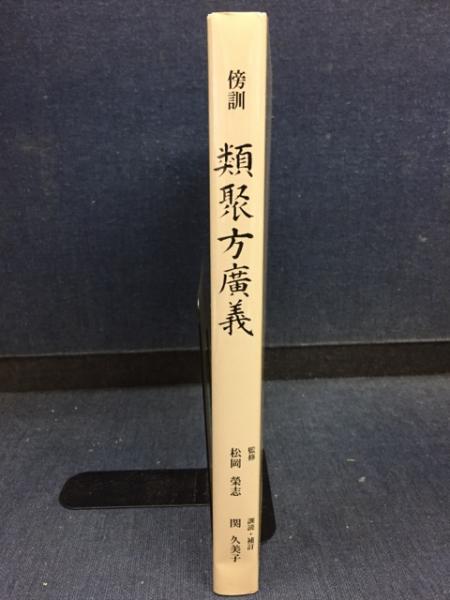 傍訓
類聚方廣義
監修
松岡榮志
訓読・補訂
関久美子